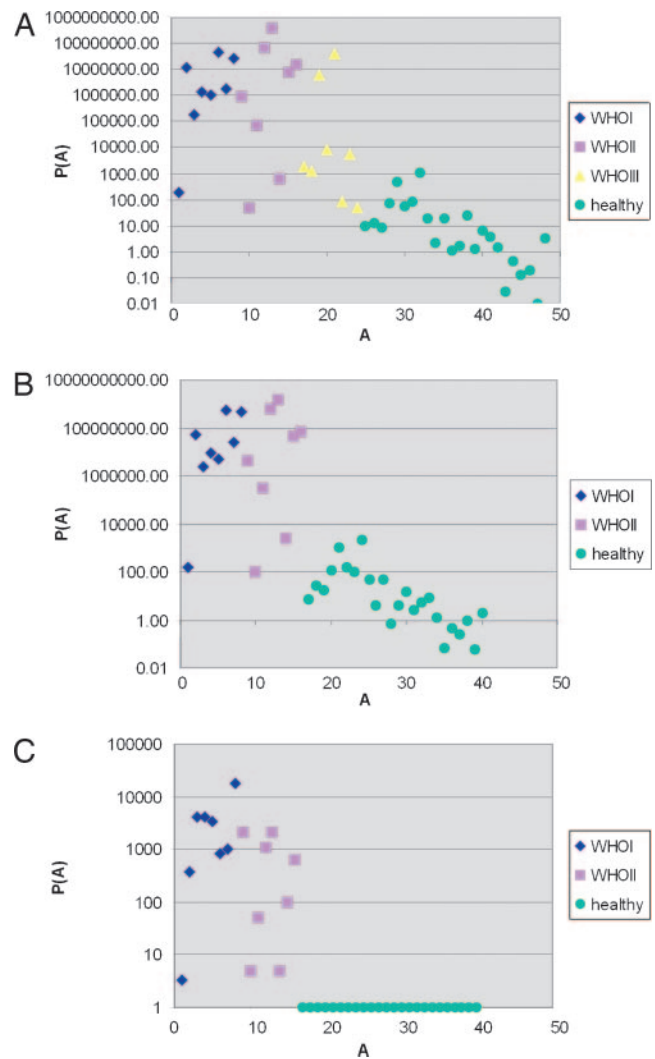 A
1000000000.00
100000000.00
10000000.00
1000000.00
100000.00
10000.00
1000.00
100.00
10.00
1.00
0.10
0.01
P(A)
0 10 20 30 40 50
A
WHOI
WHOII
WHOIII
healthy
B
10000000000.00
100000000.00
1000000.00
10000.00
100.00
1.00
0.01
P(A)
0 10 20 30 40 50
A
WHOI
WHOII
healthy
C
100000
10000
1000
100
10
1
P(A)
0 10 20 30 40 50
A
WHOI
WHOII
healthy